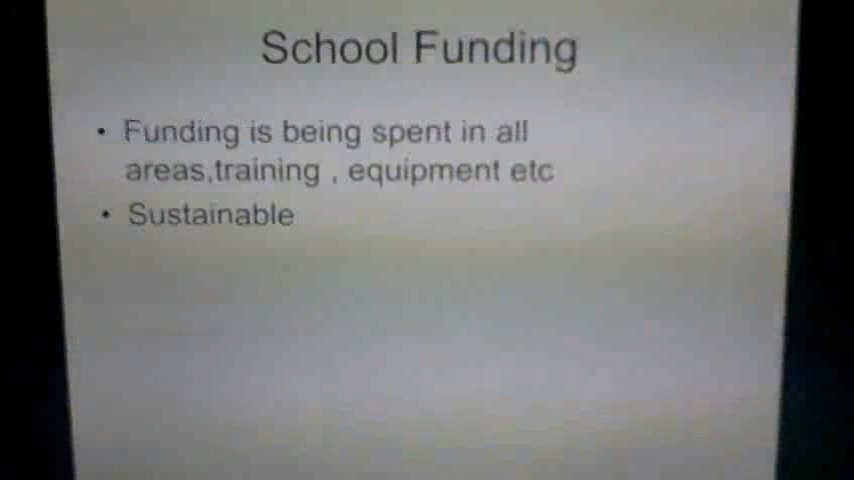 School Funding
• Funding is being spent in all
areas,training , equipment etc
• Sustainable